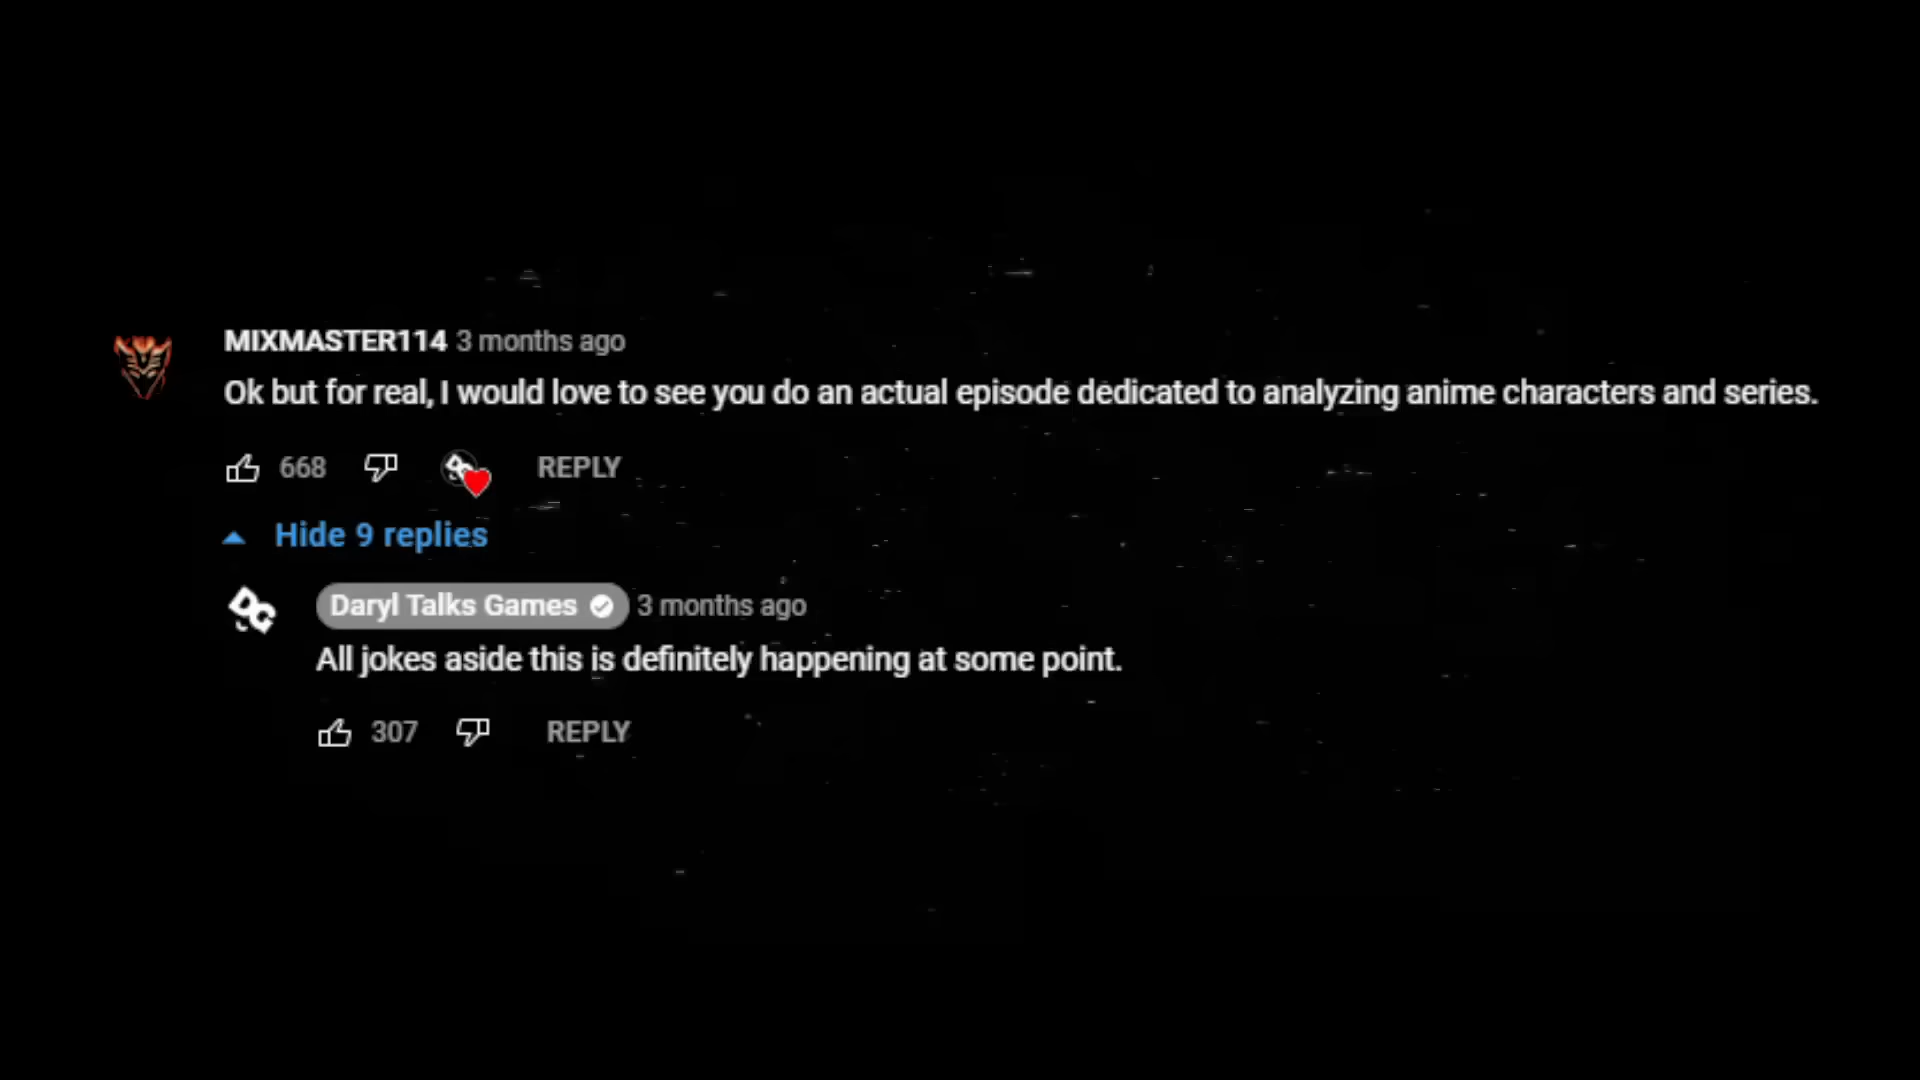 MIXMASTER114 3 months ago
Ok but for real, I would love to see you do an actual episode dedicated to analyzing anime characters and series.
668 REPLY
Hide 9 replies
Daryl Talks Games 3 months ago
All jokes aside this is definitely happening at some point.
307 REPLY